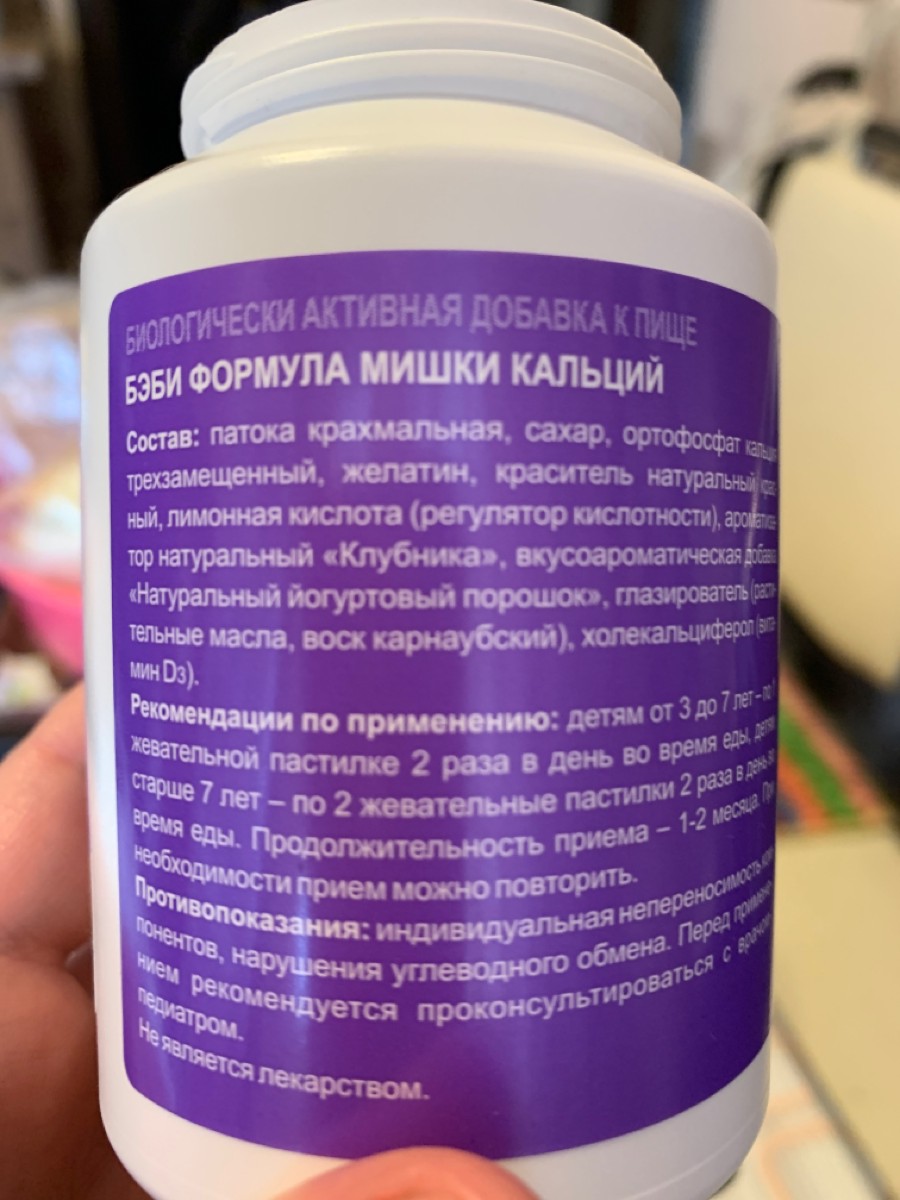 БИОЛОГИЧЕСКИ АКТИВНАЯ ДОБАВКА К ПИЩЕ
БЭБИ ФОРМУЛА МИШКИ КАЛЬЦИЙ
Состав: патока крахмальная, сахар, ортофосфат кальция
трехзамещенный, желатин, краситель натуральный крас-
ный, лимонная кислота (регулятор кислотности), аромати за-
тор натуральный «Клубника», вкусоароматическая добавка
«Натуральный йогуртовый порошок», глазирователь (расти-
тельные масла, воск карнаубский), холекальциферол (вита-
мин D3).
Рекомендации по применению: детям от 3 до 7 лет – по 1
жевательной пастилке 2 раза в день во время еды, детям
старше 7 лет – по 2 жевательные пастилки 2 раза в день во
время еды. Продолжительность приема – 1-2 месяца. При
необходимости прием можно повторить.
Противопоказания: индивидуальная непереносимость ком-
понентов, нарушения углеводного обмена. Перед примене-
нием рекомендуется проконсультироваться с врачом-
педиатром.
Не является лекарством.